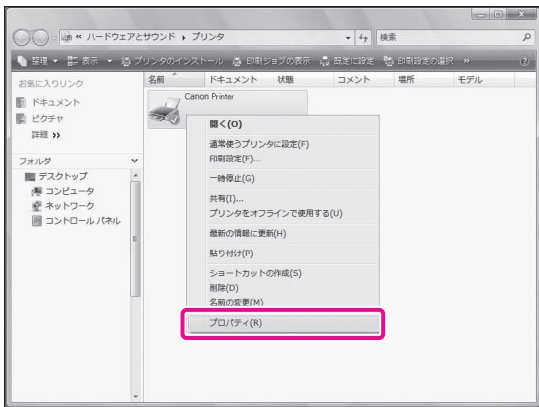 « ハードウェアとサウンド ▸ プリンタ
検索
整理 表示 プリンタのインストール 印刷ジョブの表示 既定に設定 印刷設定の選択 »
お気に入りリンク
ドキュメント
ピクチャ
詳細 »
フォルダ
デスクトップ
コンピュータ
ネットワーク
コントロール パネル
名前 ドキュメント 状態 コメント 場所 モデル
Canon Printer
開く(O)
通常使うプリンタに設定(F)
印刷設定(F)...
一時停止(G)
共有(I)...
プリンタをオフラインで使用する(U)
最新の情報に更新(H)
貼り付け(P)
ショートカットの作成(S)
削除(D)
名前の変更(M)
プロパティ(R)